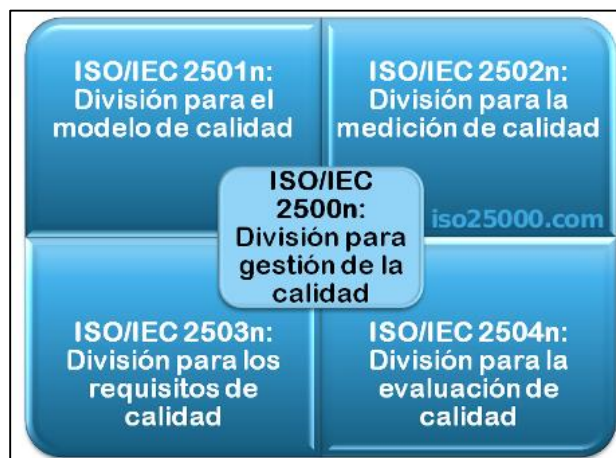 ISO/IEC 2501n:
División para el
modelo de calidad
ISO/IEC 2502n:
División para la
medición de calidad
ISO/IEC
2500n:
División para
gestión de la
calidad
iso25000.com
ISO/IEC 2503n:
División para los
requisitos de
calidad
ISO/IEC 2504n:
División para la
evaluación de
calidad